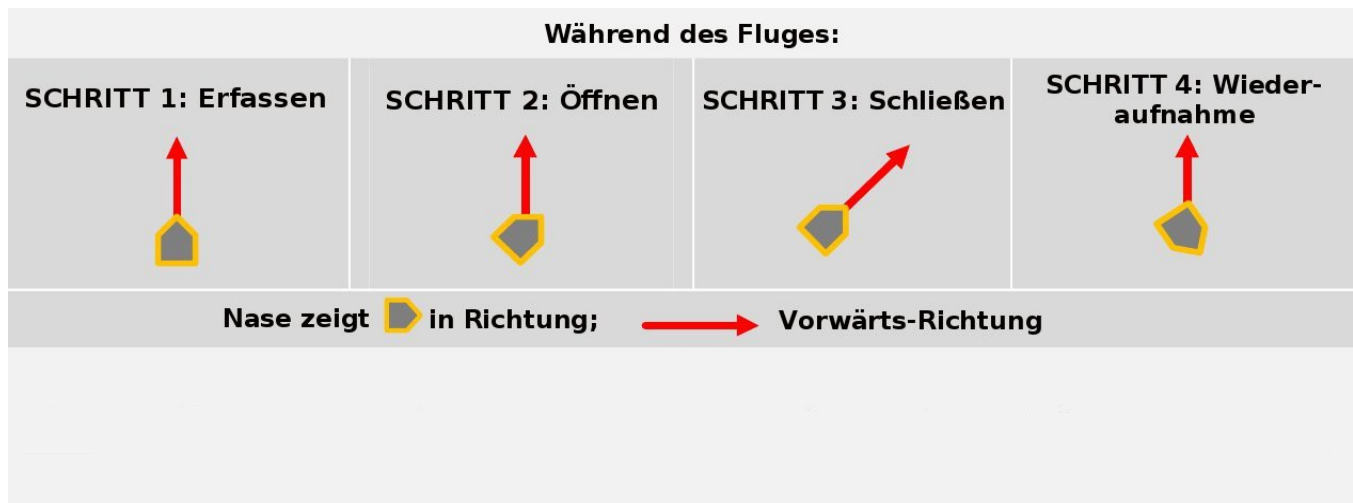 Während des Fluges:
SCHRITT 1: Erfassen
SCHRITT 2: Öffnen
SCHRITT 3: Schließen
SCHRITT 4: Wieder-
aufnahme
Nase zeigt in Richtung; Vorwärts-Richtung